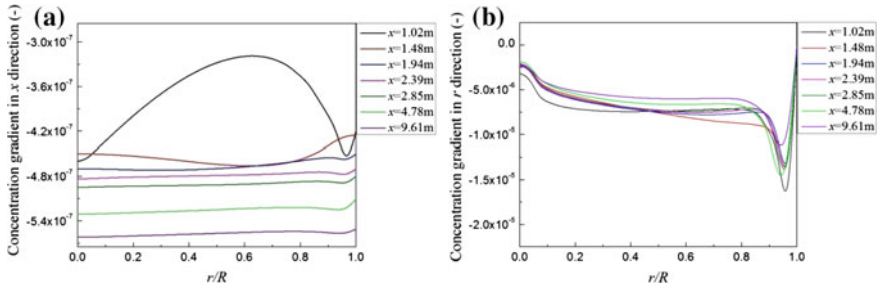 (a)
Concentration gradient in x direction (-)
-3.0x10-7
-3.6x10-7
-4.2x10-7
-4.8x10-7
-5.4x10-7
0.0
0.2
0.4
0.6
0.8
1.0
r/R
x=1.02m
x=1.48m
x=1.94m
x=2.39m
x=2.85m
x=4.78m
x=9.61m
(b)
Concentration gradient in r direction (-)
0.0
-5.0x10-6
-1.0x10-5
-1.5x10-5
-2.0x10-5
0.0
0.2
0.4
0.6
0.8
1.0
r/R
x=1.02m
x=1.48m
x=1.94m
x=2.39m
x=2.85m
x=4.78m
x=9.61m